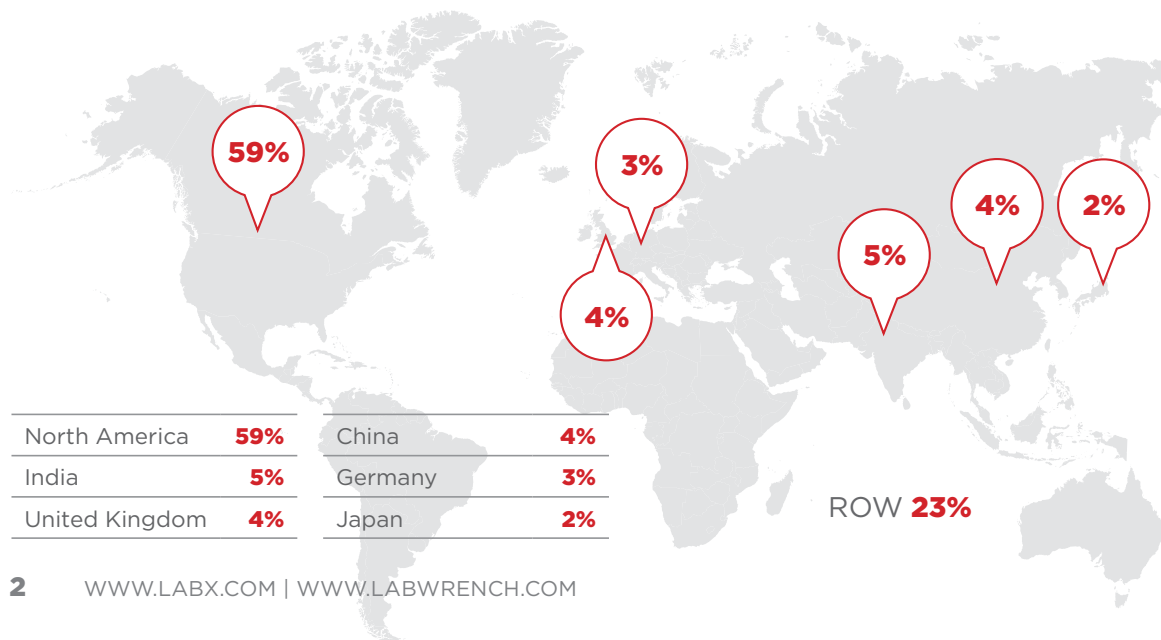 59%
3%
4%
2%
5%
4%
North America 59%
India 5%
United Kingdom 4%
China 4%
Germany 3%
Japan 2%
ROW 23%
2 WWW.LABX.COM | WWW.LABWRENCH.COM